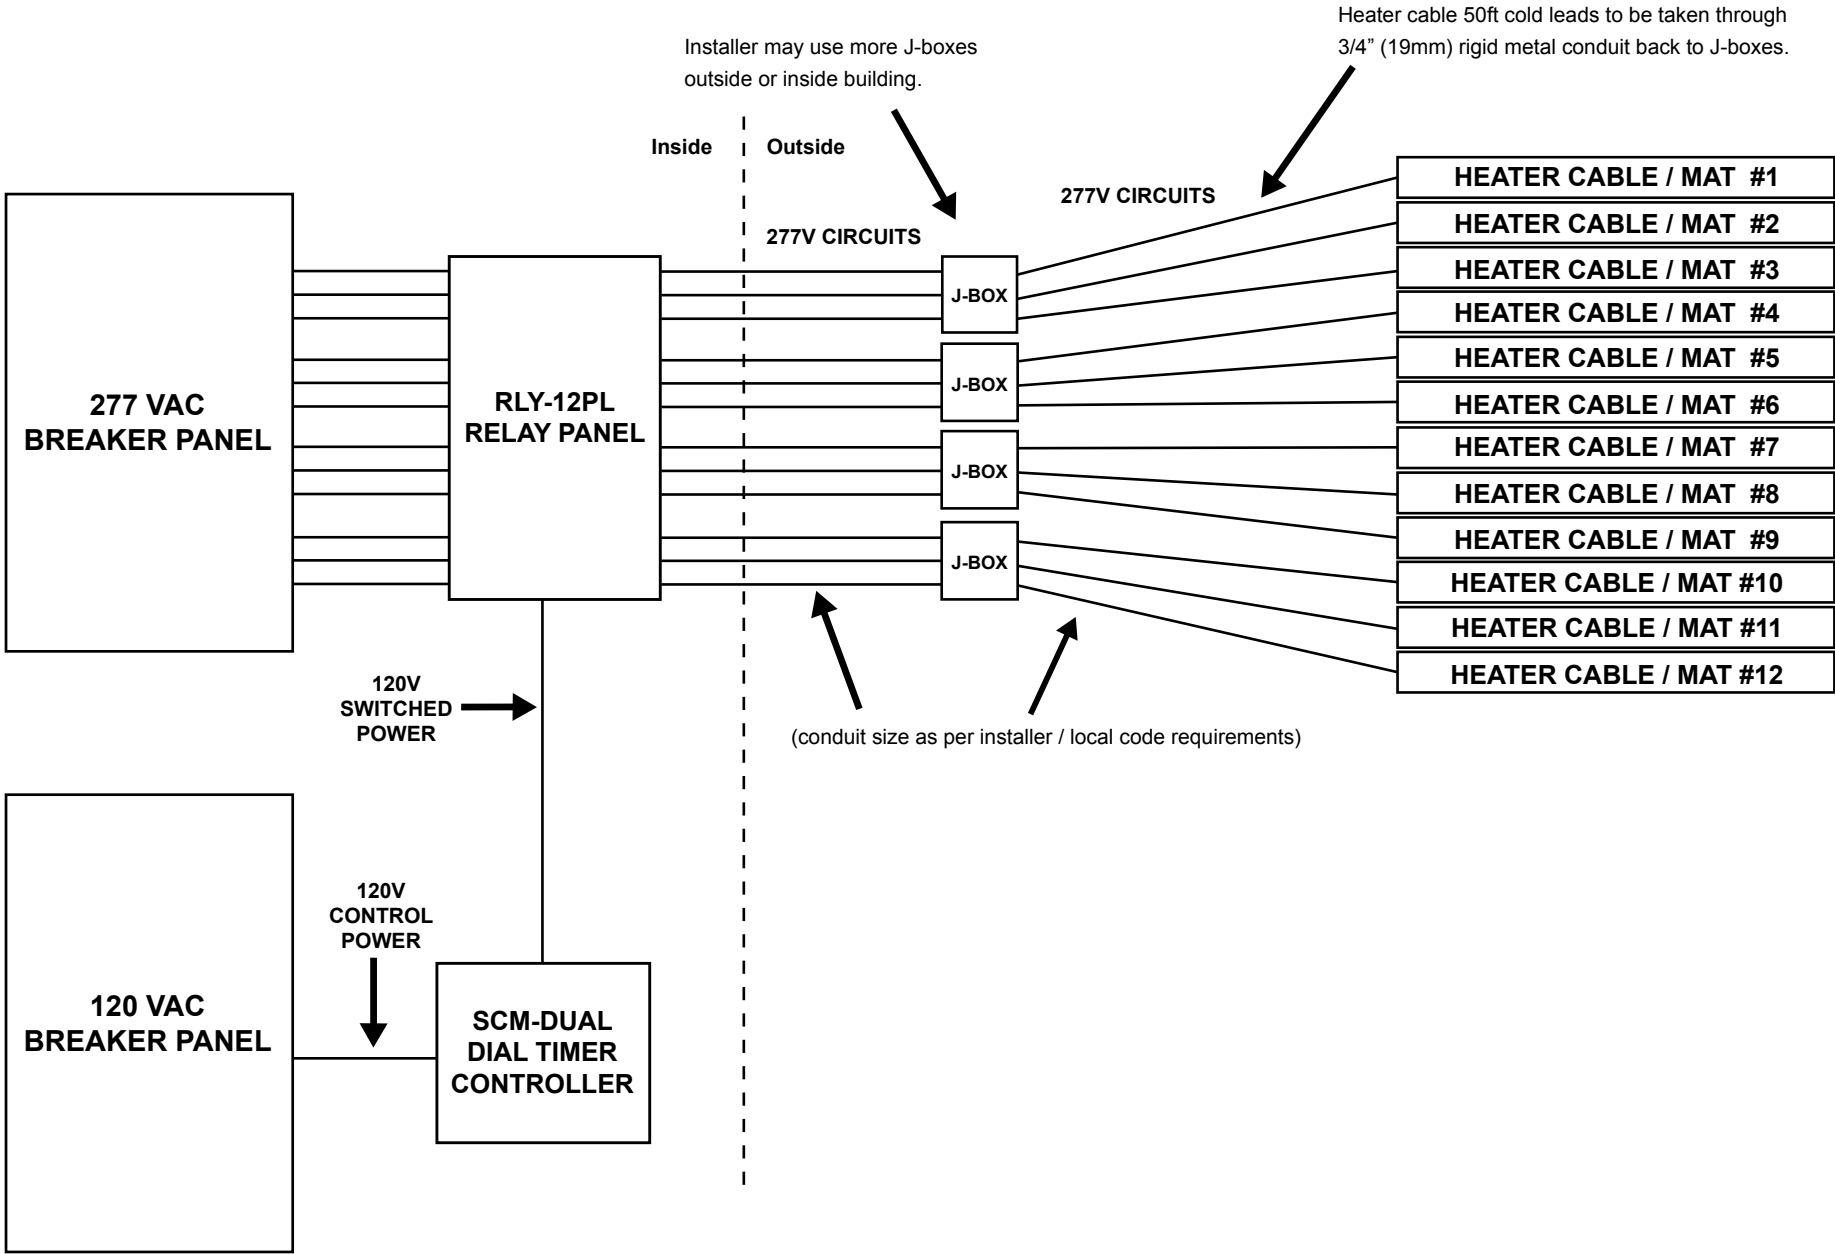 Heater cable 50ft cold leads to be taken through
3/4” (19mm) rigid metal conduit back to J-boxes.
Installer may use more J-boxes
outside or inside building.
Inside
Outside
277V CIRCUITS
277V CIRCUITS
277 VAC
BREAKER PANEL
RLY-12PL
RELAY PANEL
J-BOX
J-BOX
J-BOX
J-BOX
HEATER CABLE / MAT #1
HEATER CABLE / MAT #2
HEATER CABLE / MAT #3
HEATER CABLE / MAT #4
HEATER CABLE / MAT #5
HEATER CABLE / MAT #6
HEATER CABLE / MAT #7
HEATER CABLE / MAT #8
HEATER CABLE / MAT #9
HEATER CABLE / MAT #10
HEATER CABLE / MAT #11
HEATER CABLE / MAT #12
120V
SWITCHED
POWER
(conduit size as per installer / local code requirements)
120V
CONTROL
POWER
120 VAC
BREAKER PANEL
SCM-DUAL
DIAL TIMER
CONTROLLER